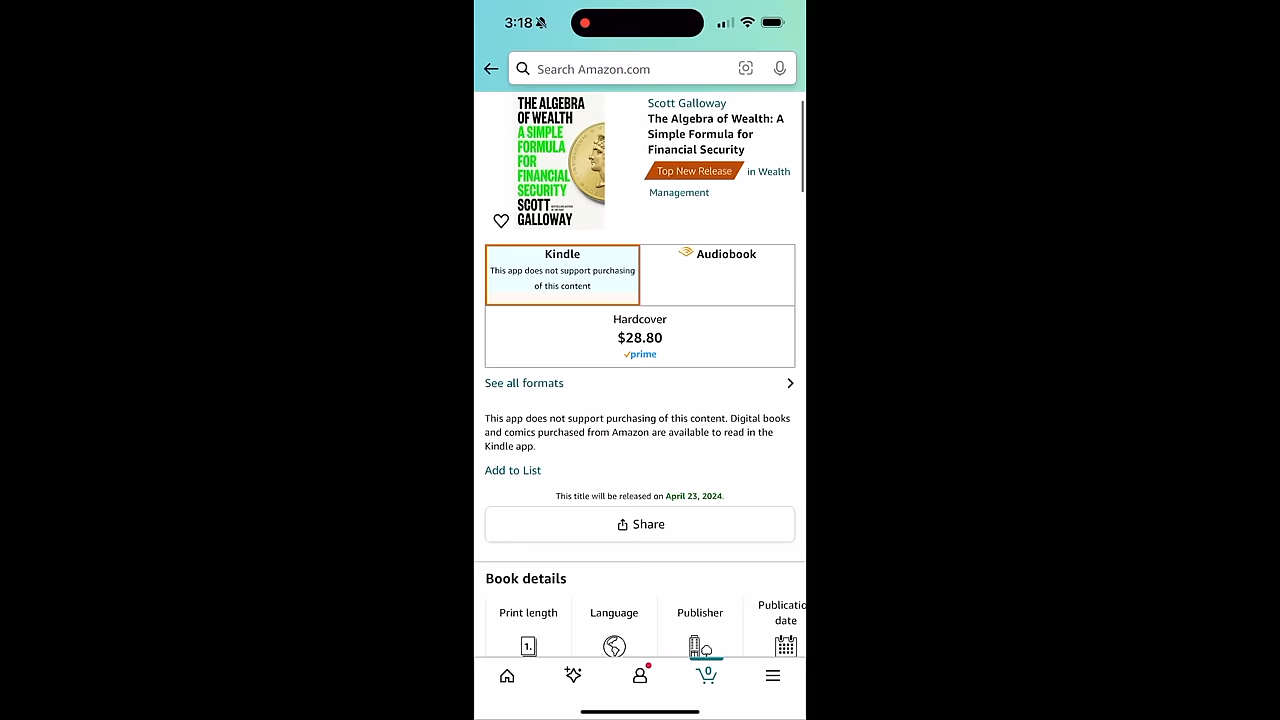 3:18
Search Amazon.com
THE ALGEBRA
OF WEALTH
A SIMPLE
FORMULA
FOR
FINANCIAL
SECURITY
SCOTT
GALLOWAY
Scott Galloway
The Algebra of Wealth: A
Simple Formula for
Financial Security
Top New Release in Wealth
Management
Kindle
This app does not support purchasing
of this content
Audiobook
Hardcover
$28.80
prime
See all formats
This app does not support purchasing of this content. Digital books
and comics purchased from Amazon are available to read in the
Kindle app.
Add to List
This title will be released on April 23, 2024.
Share
Book details
Print length
Language
Publisher
Publicatio
date
1.
0